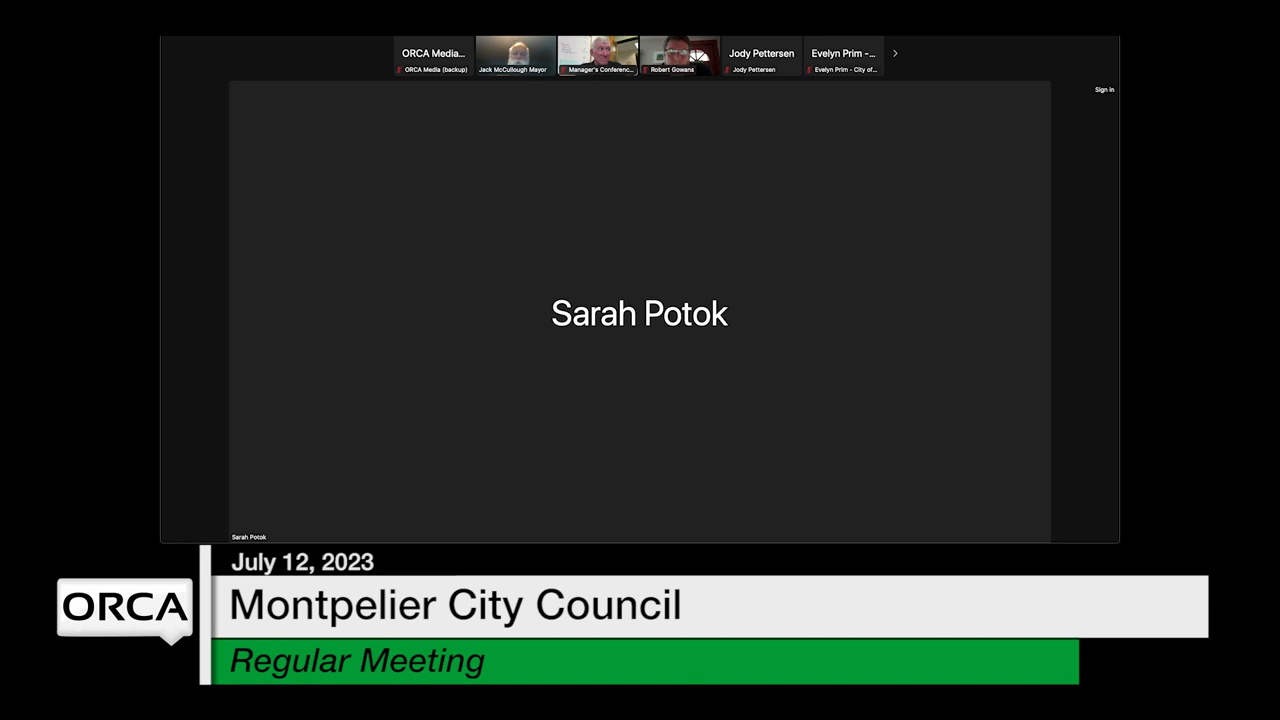 ORCA Media...
Jody Pettersen
Evelyn Prim -...
ORCA Media (backup)
Jack McCullough Mayor
Manager's Conferenc...
Robert Gowans
Jody Pettersen
Evelyn Prim - City of...
Sign in
Sarah Potok
Sarah Potok
July 12, 2023
ORCA
Montpelier City Council
Regular Meeting